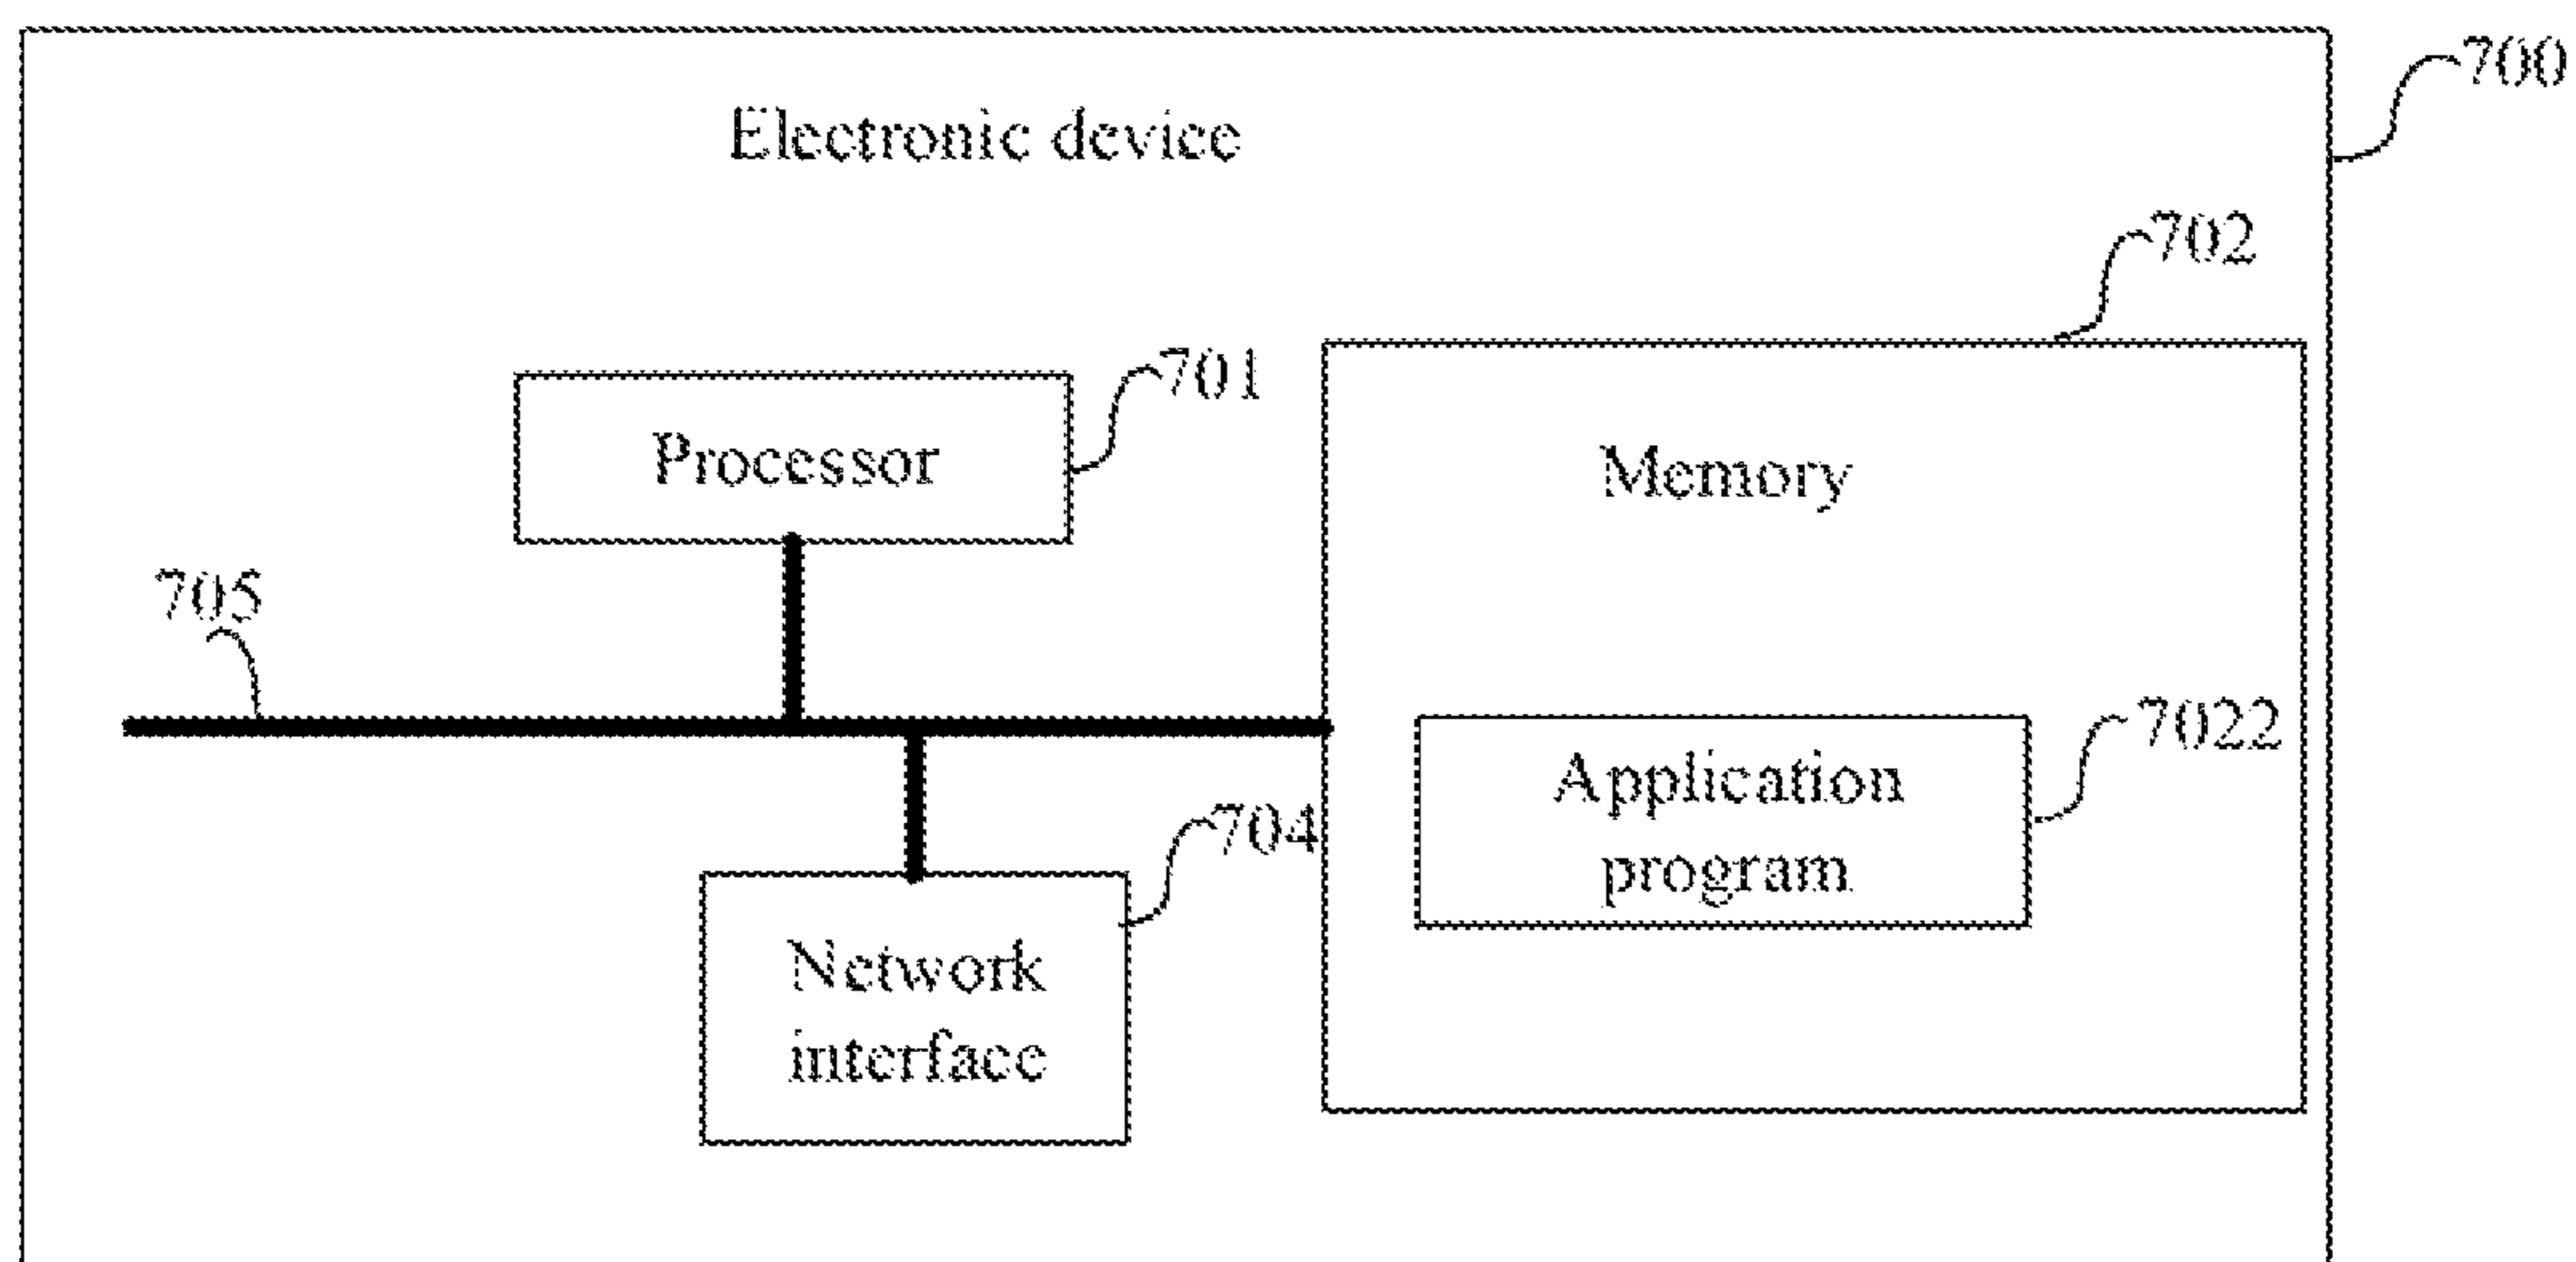 700
Electronic device
702
701
Processor
Memory
705
7022
Application
program
704
Network
interface